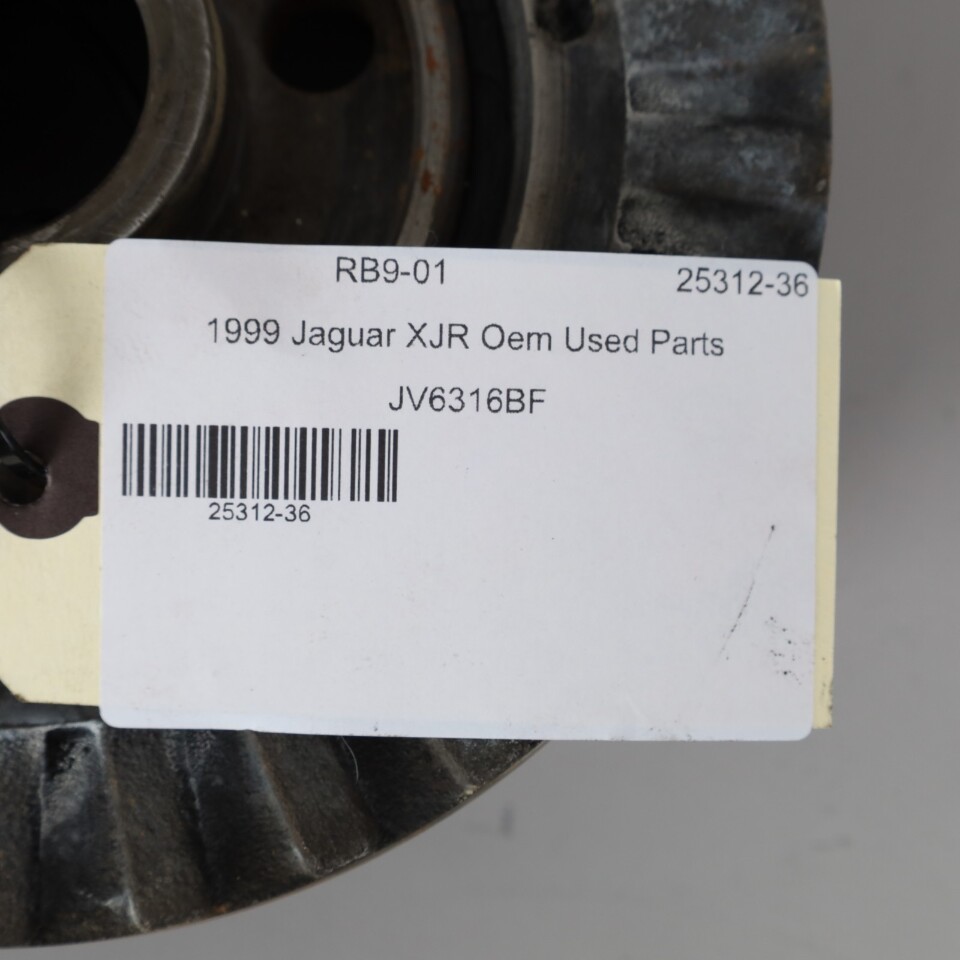 RB9-01 25312-36
1999 Jaguar XJR Oem Used Parts
JV6316BF
25312-36